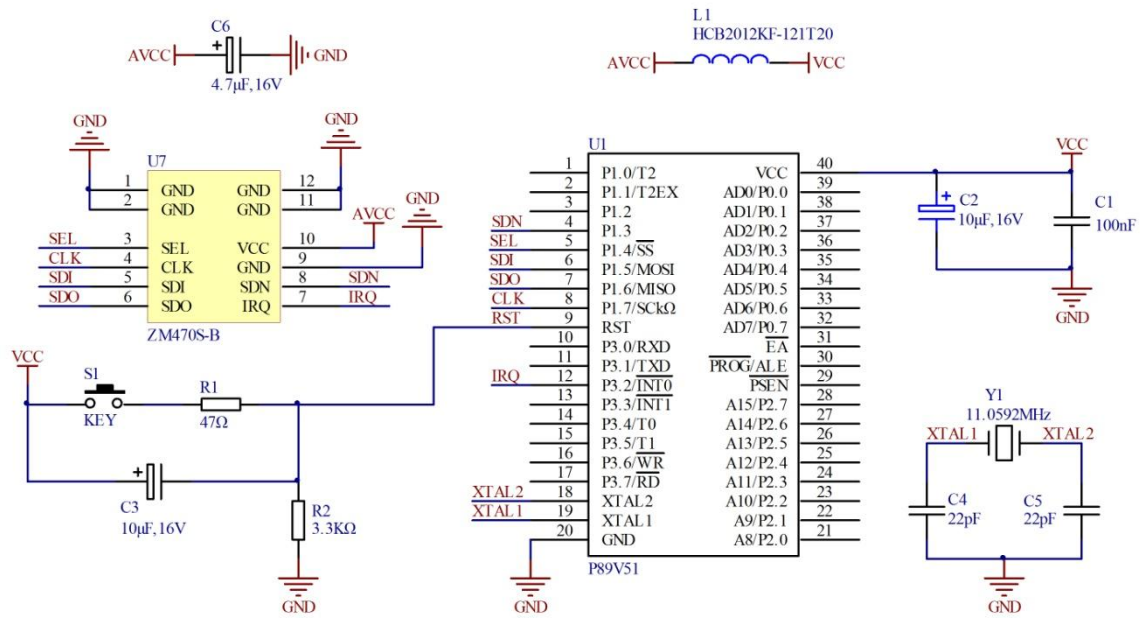 C6
+
AVCC
GND
4.7μF,16V
L1
HCB2012KF-121T20
AVCC
VCC
GND
GND
U7
1 GND GND 12
2 GND GND 11
AVCC
GND
SEL 3 SEL VCC 10
CLK 4 CLK GND 9
SDI 5 SDI SDN 8 SDN
SDO 6 SDO IRQ 7 IRQ
ZM470S-B
VCC
S1
KEY
R1
47Ω
+
C3
10μF,16V
R2
3.3KΩ
GND
U1
1 P1.0/T2 VCC 40
2 P1.1/T2EX AD0/P0.0 39
3 P1.2 AD1/P0.1 38
SDN 4 P1.3 AD2/P0.2 37
SEL 5 P1.4/SS AD3/P0.3 36
SDI 6 P1.5/MOSI AD4/P0.4 35
SDO 7 P1.6/MISO AD5/P0.5 34
CLK 8 P1.7/SCkΩ AD6/P0.6 33
RST 9 RST AD7/P0.7 32
10 P3.0/RXD EA 31
11 P3.1/TXD PROG/ALE 30
IRQ 12 P3.2/INT0 PSEN 29
13 P3.3/INT1 A15/P2.7 28
14 P3.4/T0 A14/P2.6 27
15 P3.5/T1 A13/P2.5 26
16 P3.6/WR A12/P2.4 25
17 P3.7/RD A11/P2.3 24
XTAL2 18 XTAL2 A10/P2.2 23
XTAL1 19 XTAL1 A9/P2.1 22
20 GND A8/P2.0 21
P89V51
GND
VCC
+
C2
10μF,16V
C1
100nF
GND
Y1
11.0592MHz
XTAL1
XTAL2
C4
22pF
C5
22pF
GND